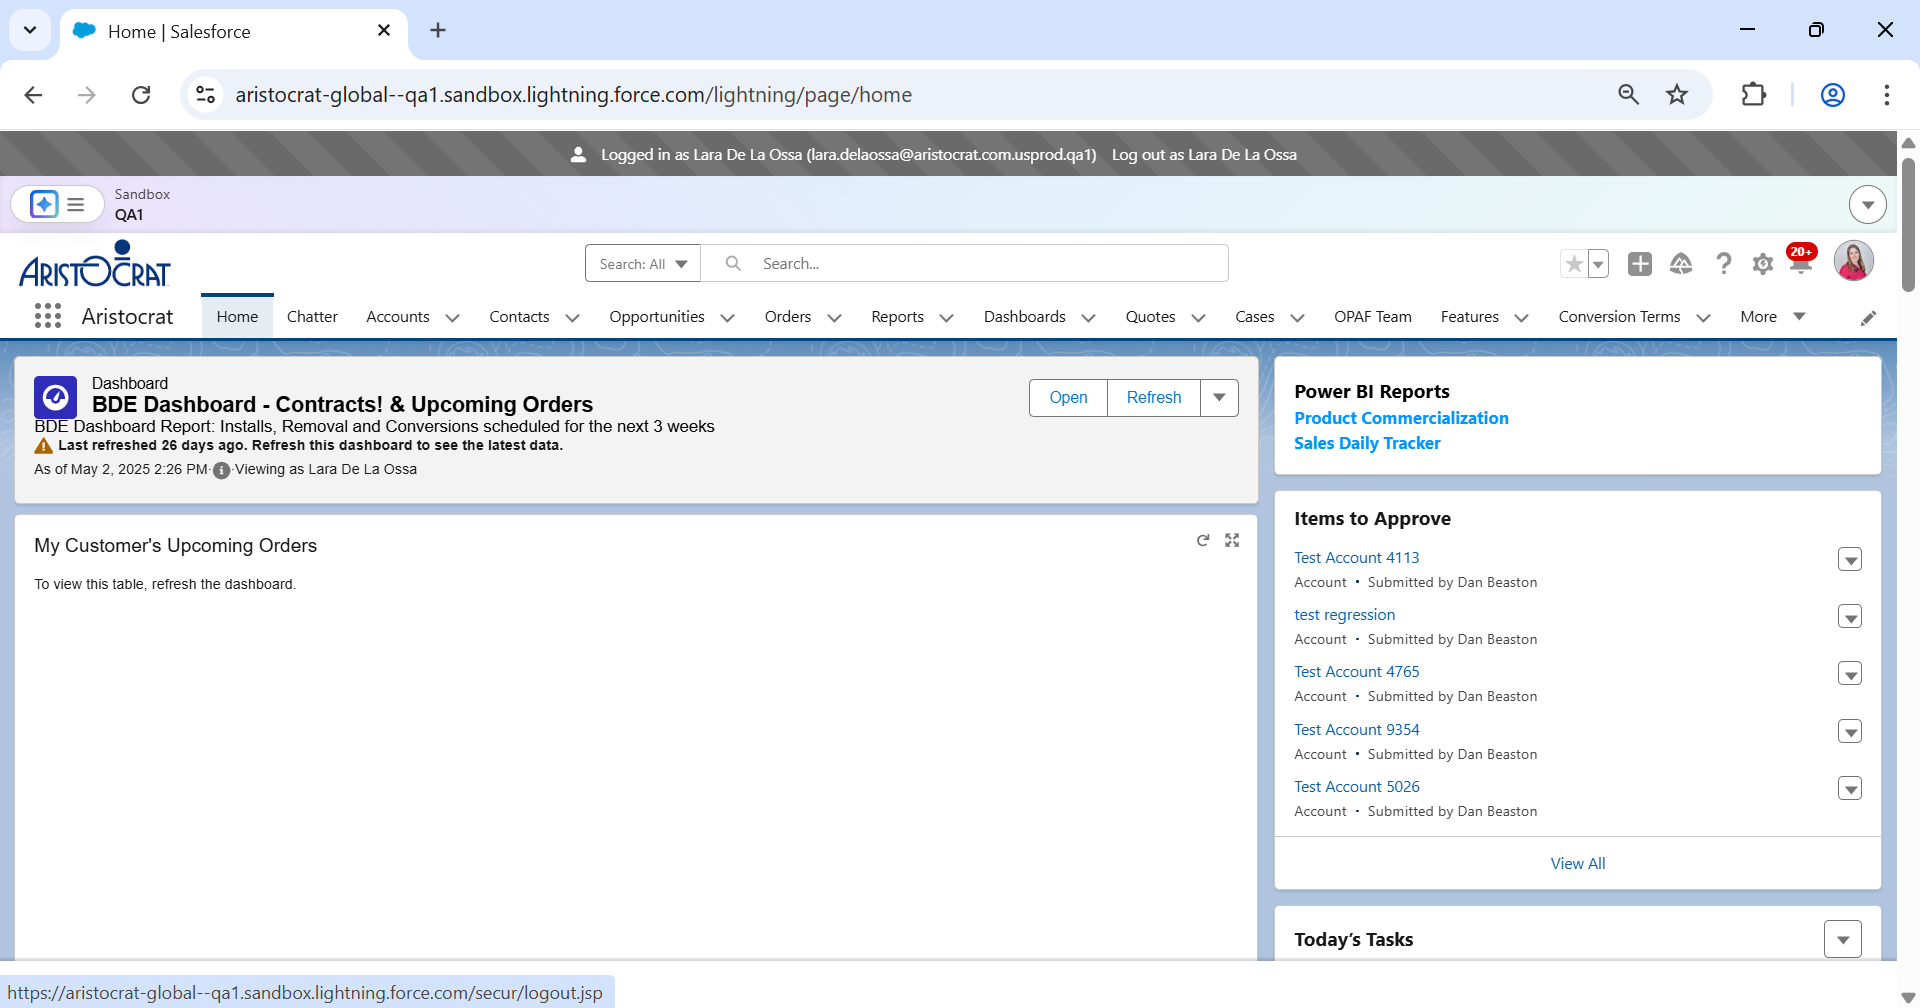 Home | Salesforce
aristocrat-global--qa1.sandbox.lightning.force.com/lightning/page/home
Logged in as Lara De La Ossa (lara.delaossa@aristocrat.com.usprod.qa1) Log out as Lara De La Ossa
Sandbox
QA1
ARISTOCRAT
Search: All
Search...
20+
Aristocrat
Home
Chatter
Accounts
Contacts
Opportunities
Orders
Reports
Dashboards
Quotes
Cases
OPAF Team
Features
Conversion Terms
More
Dashboard
BDE Dashboard - Contracts! & Upcoming Orders
BDE Dashboard Report: Installs, Removal and Conversions scheduled for the next 3 weeks
Last refreshed 26 days ago. Refresh this dashboard to see the latest data.
As of May 2, 2025 2:26 PM·Viewing as Lara De La Ossa
Open
Refresh
My Customer's Upcoming Orders
To view this table, refresh the dashboard.
Power BI Reports
Product Commercialization
Sales Daily Tracker
Items to Approve
Test Account 4113
Account • Submitted by Dan Beaston
test regression
Account • Submitted by Dan Beaston
Test Account 4765
Account • Submitted by Dan Beaston
Test Account 9354
Account • Submitted by Dan Beaston
Test Account 5026
Account • Submitted by Dan Beaston
View All
Today’s Tasks
https://aristocrat-global--qa1.sandbox.lightning.force.com/secur/logout.jsp